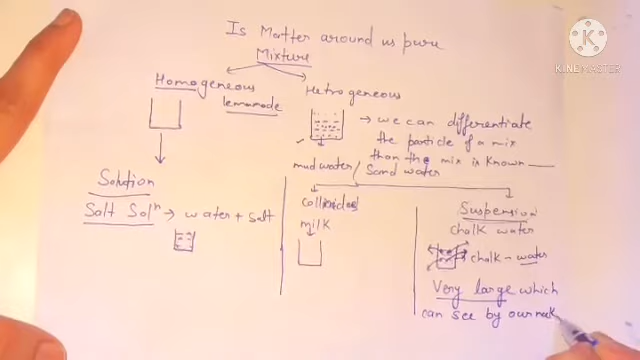 Is Matter around us pure
Mixture
Homogeneous
lemonade
Hetrogeneous
→ we can differentiate
the particle of a mix
than the mix is known
mud water / Sand water
Solution
Salt Solⁿ → water + salt
colloids
milk
Suspension
chalk water
chalk - water
Very large which
can see by our nak
KINEMASTER